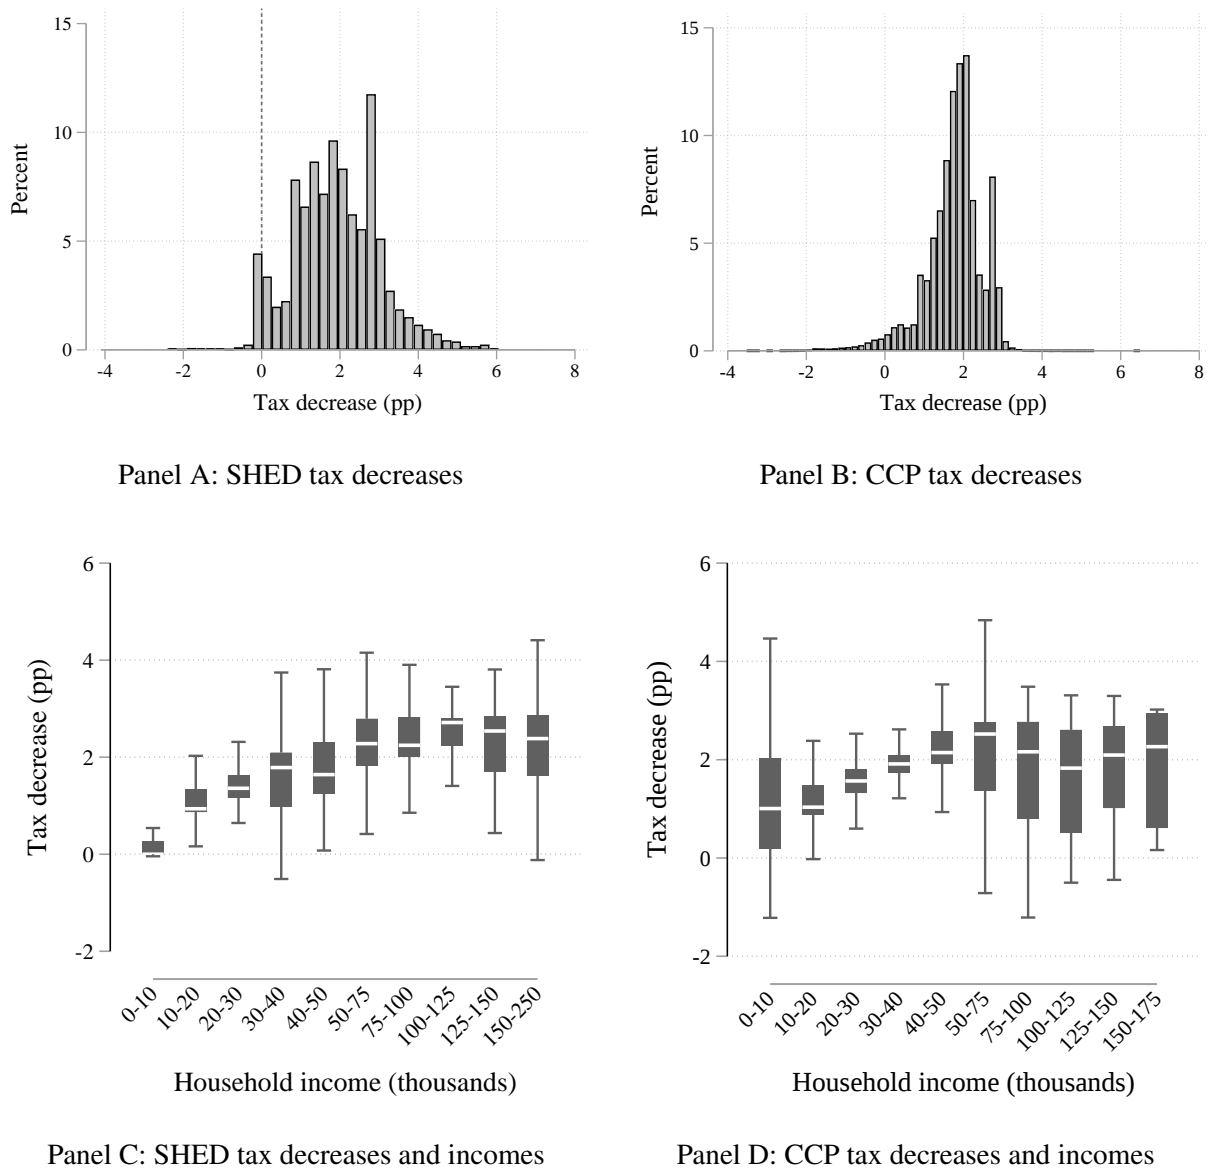 15
10
5
0
Percent
-4 -2 0 2 4 6 8
Tax decrease (pp)
Panel A: SHED tax decreases
15
10
5
0
Percent
-4 -2 0 2 4 6 8
Tax decrease (pp)
Panel B: CCP tax decreases
6
4
2
0
-2
Tax decrease (pp)
0-10 10-20 20-30 30-40 40-50 50-75 75-100 100-125 125-150 150-250
Household income (thousands)
Panel C: SHED tax decreases and incomes
6
4
2
0
-2
Tax decrease (pp)
0-10 10-20 20-30 30-40 40-50 50-75 75-100 100-125 125-150 150-175
Household income (thousands)
Panel D: CCP tax decreases and incomes